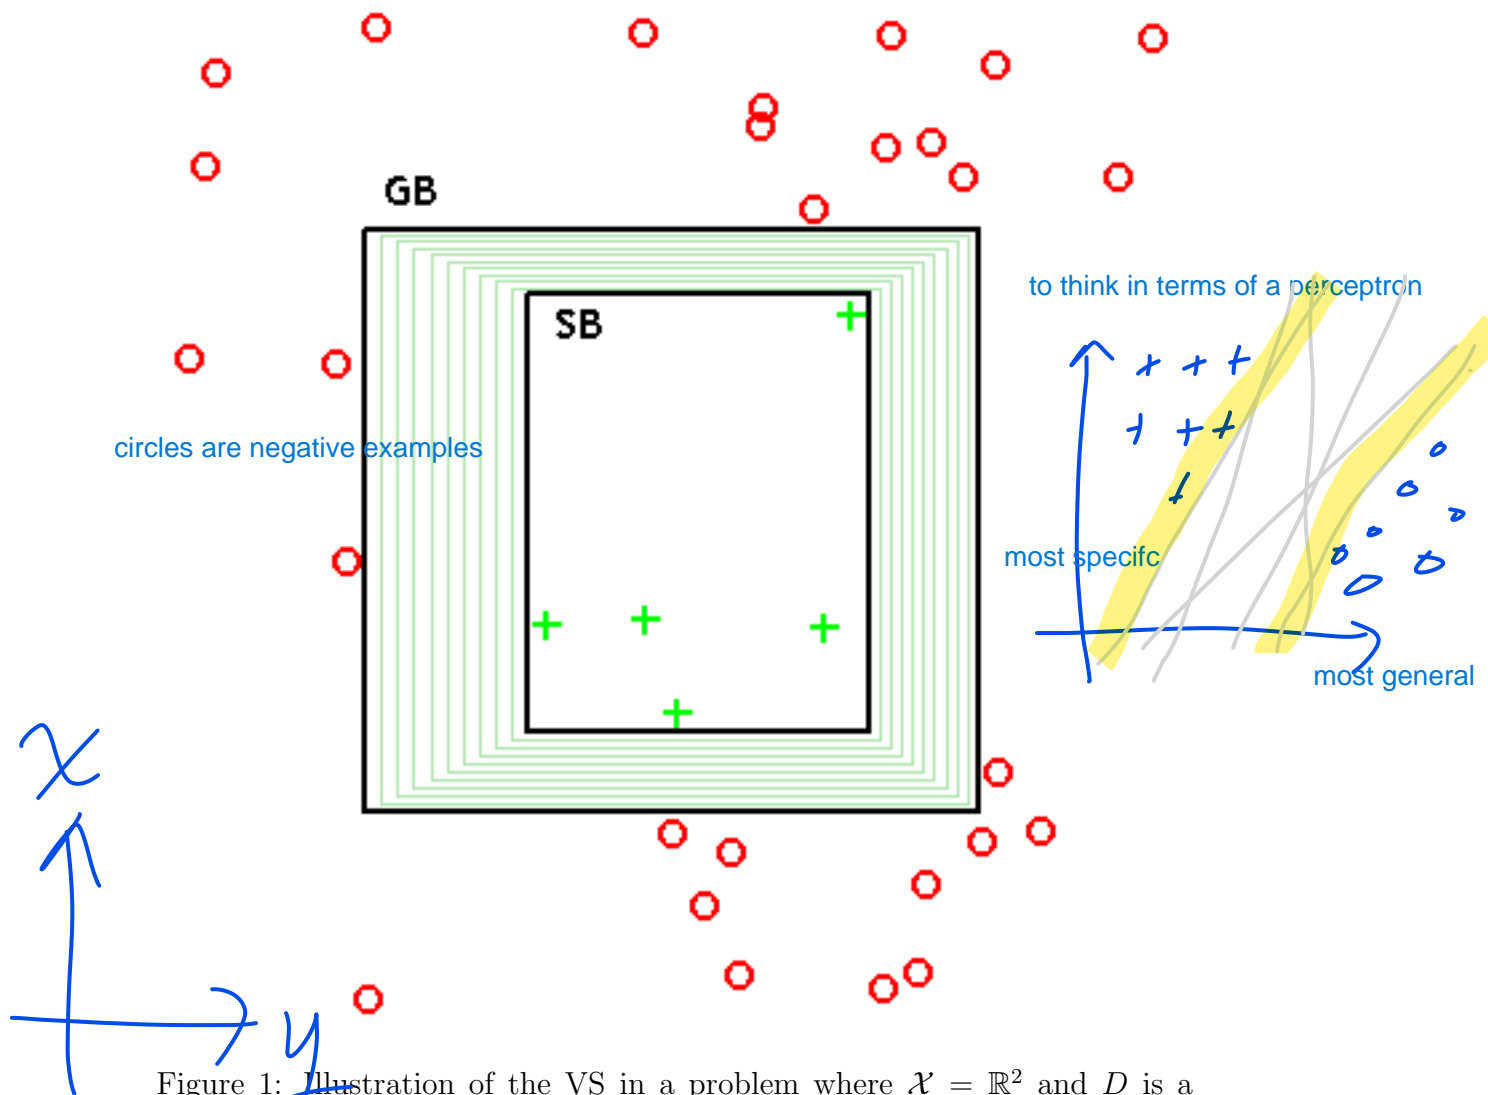 GB
to think in terms of a perceptron
SB
circles are negative examples
most specifc
most general
x
y
Figure 1: Illustration of the VS in a problem where 𝒳 = ℝ² and D is a